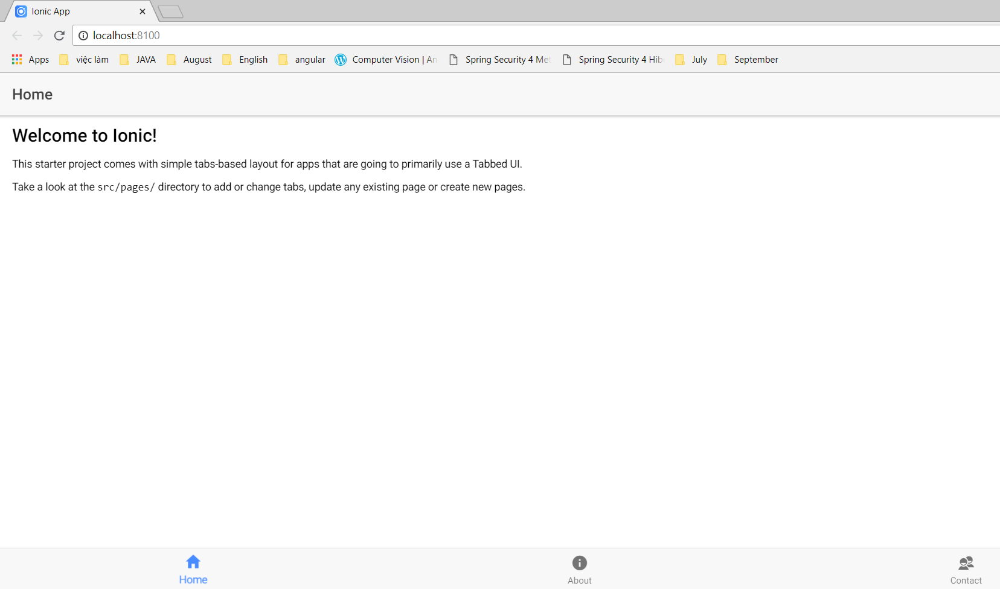 Ionic App
localhost:8100
Apps việc làm JAVA August English angular Computer Vision | An Spring Security 4 Met Spring Security 4 Hib July September
Home
Welcome to Ionic!
This starter project comes with simple tabs-based layout for apps that are going to primarily use a Tabbed UI.
Take a look at the src/pages/ directory to add or change tabs, update any existing page or create new pages.
Home About Contact